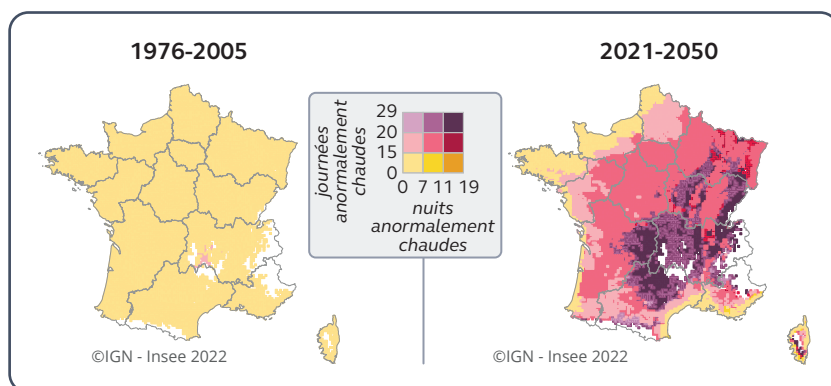 1976-2005
2021-2050
journées
anormalement
chaudes
29
20
15
0
0 7 11 19
nuits
anormalement
chaudes
©IGN - Insee 2022
©IGN - Insee 2022